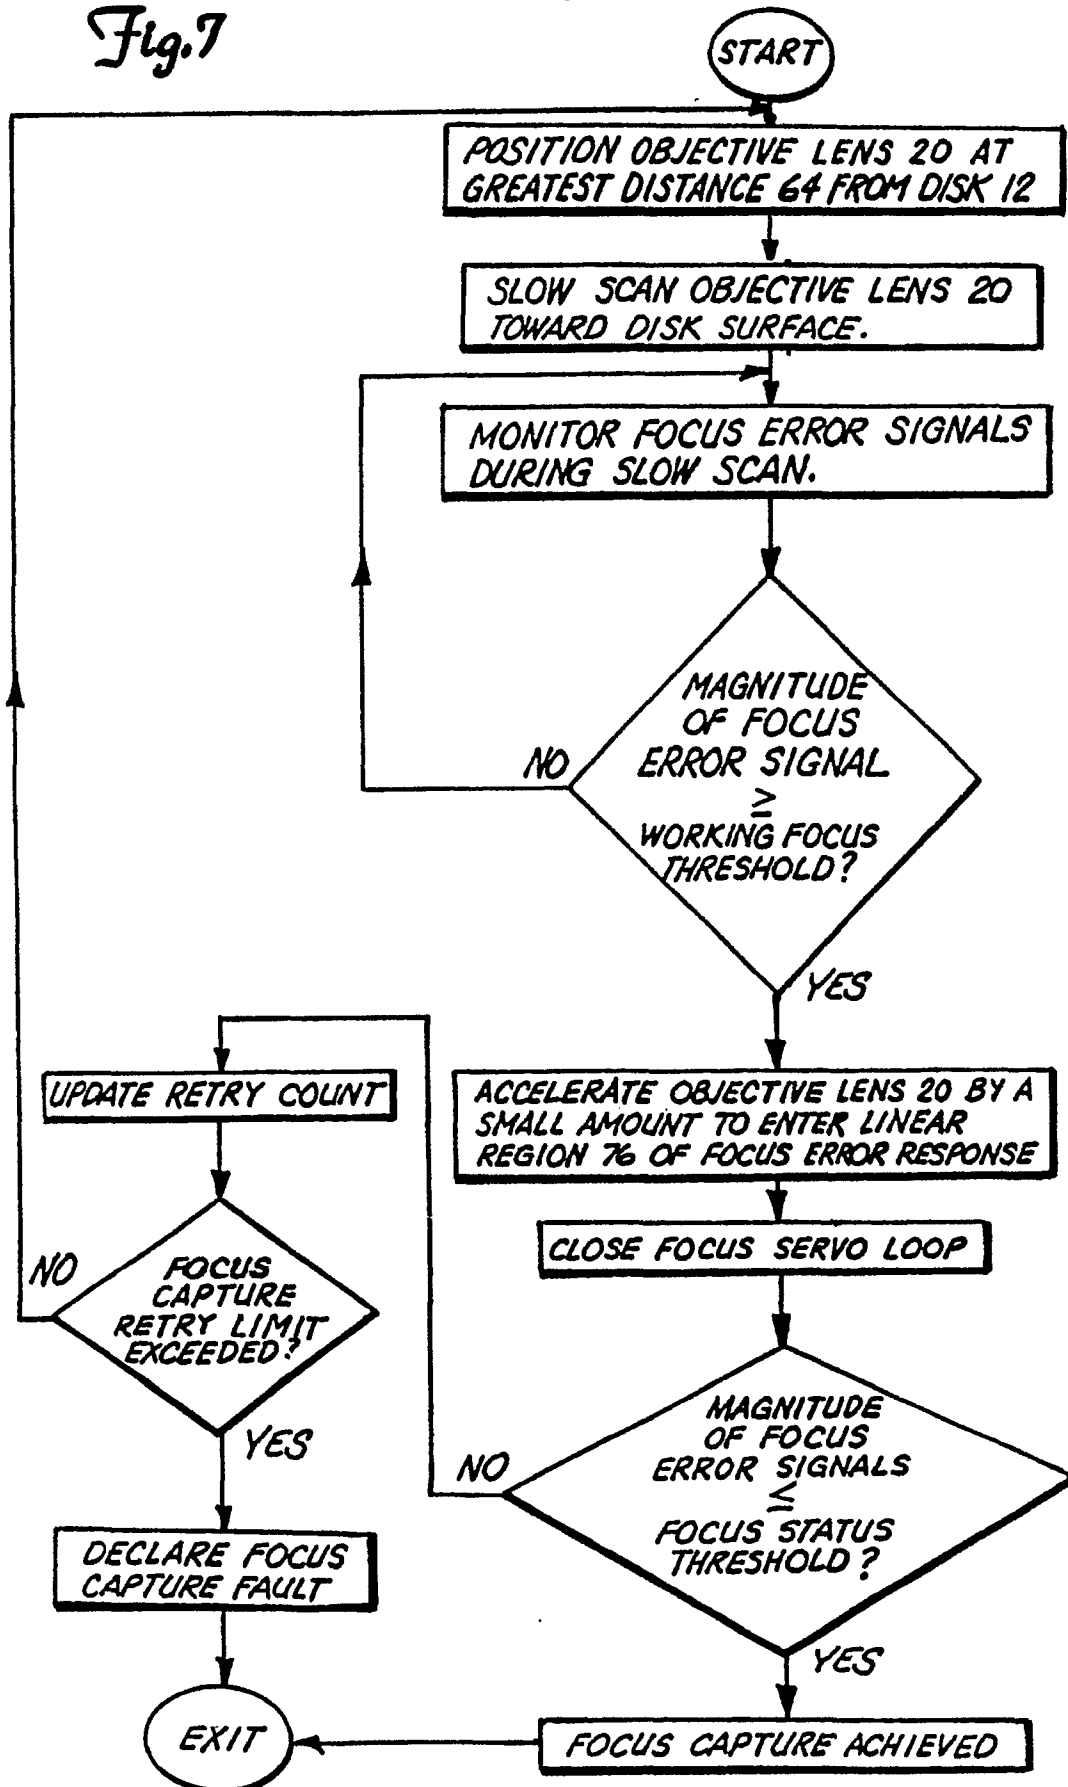 Fig.7
START
POSITION OBJECTIVE LENS 20 AT
GREATEST DISTANCE 64 FROM DISK 12
SLOW SCAN OBJECTIVE LENS 20
TOWARD DISK SURFACE.
MONITOR FOCUS ERROR SIGNALS
DURING SLOW SCAN.
MAGNITUDE
OF FOCUS
ERROR SIGNAL
≥
WORKING FOCUS
THRESHOLD?
NO
YES
ACCELERATE OBJECTIVE LENS 20 BY A
SMALL AMOUNT TO ENTER LINEAR
REGION 76 OF FOCUS ERROR RESPONSE
CLOSE FOCUS SERVO LOOP
MAGNITUDE
OF FOCUS
ERROR SIGNALS
≤
FOCUS STATUS
THRESHOLD?
NO
YES
UPDATE RETRY COUNT
FOCUS
CAPTURE
RETRY LIMIT
EXCEEDED?
NO
YES
DECLARE FOCUS
CAPTURE FAULT
EXIT
FOCUS CAPTURE ACHIEVED